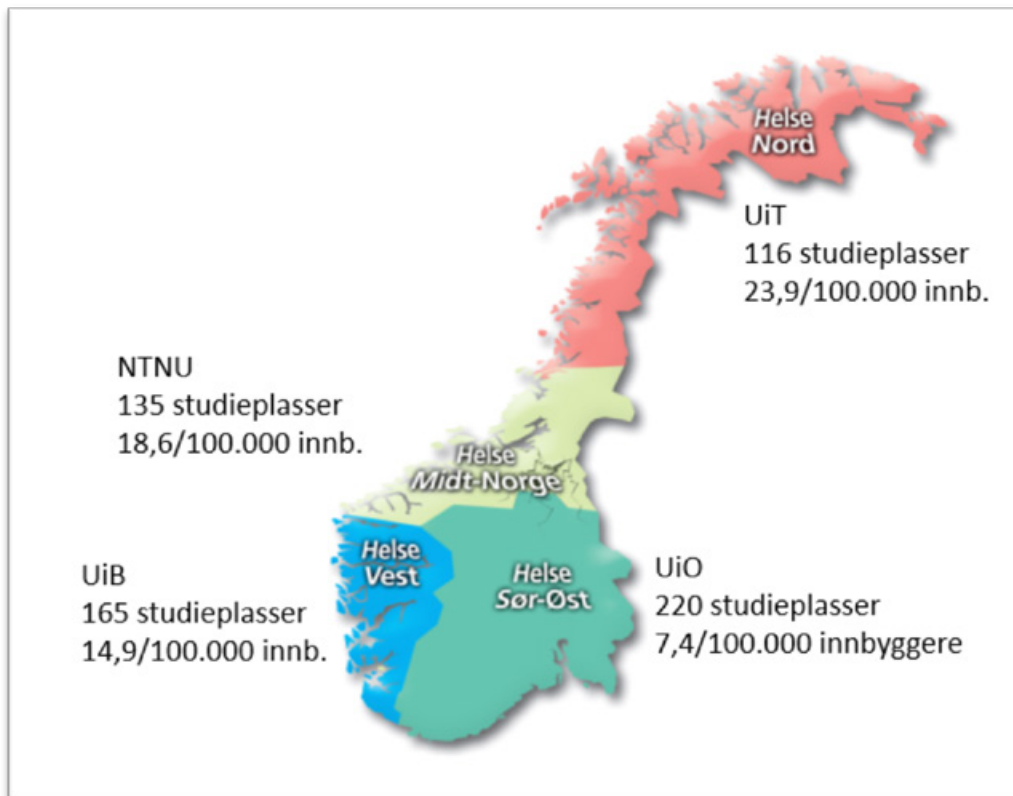 Helse
Nord
UiT
116 studieplasser
23,9/100.000 innb.
NTNU
135 studieplasser
18,6/100.000 innb.
Helse
Midt-Norge
UiB
165 studieplasser
14,9/100.000 innb.
Helse
Vest
Helse
Sør-Øst
UiO
220 studieplasser
7,4/100.000 innbyggere